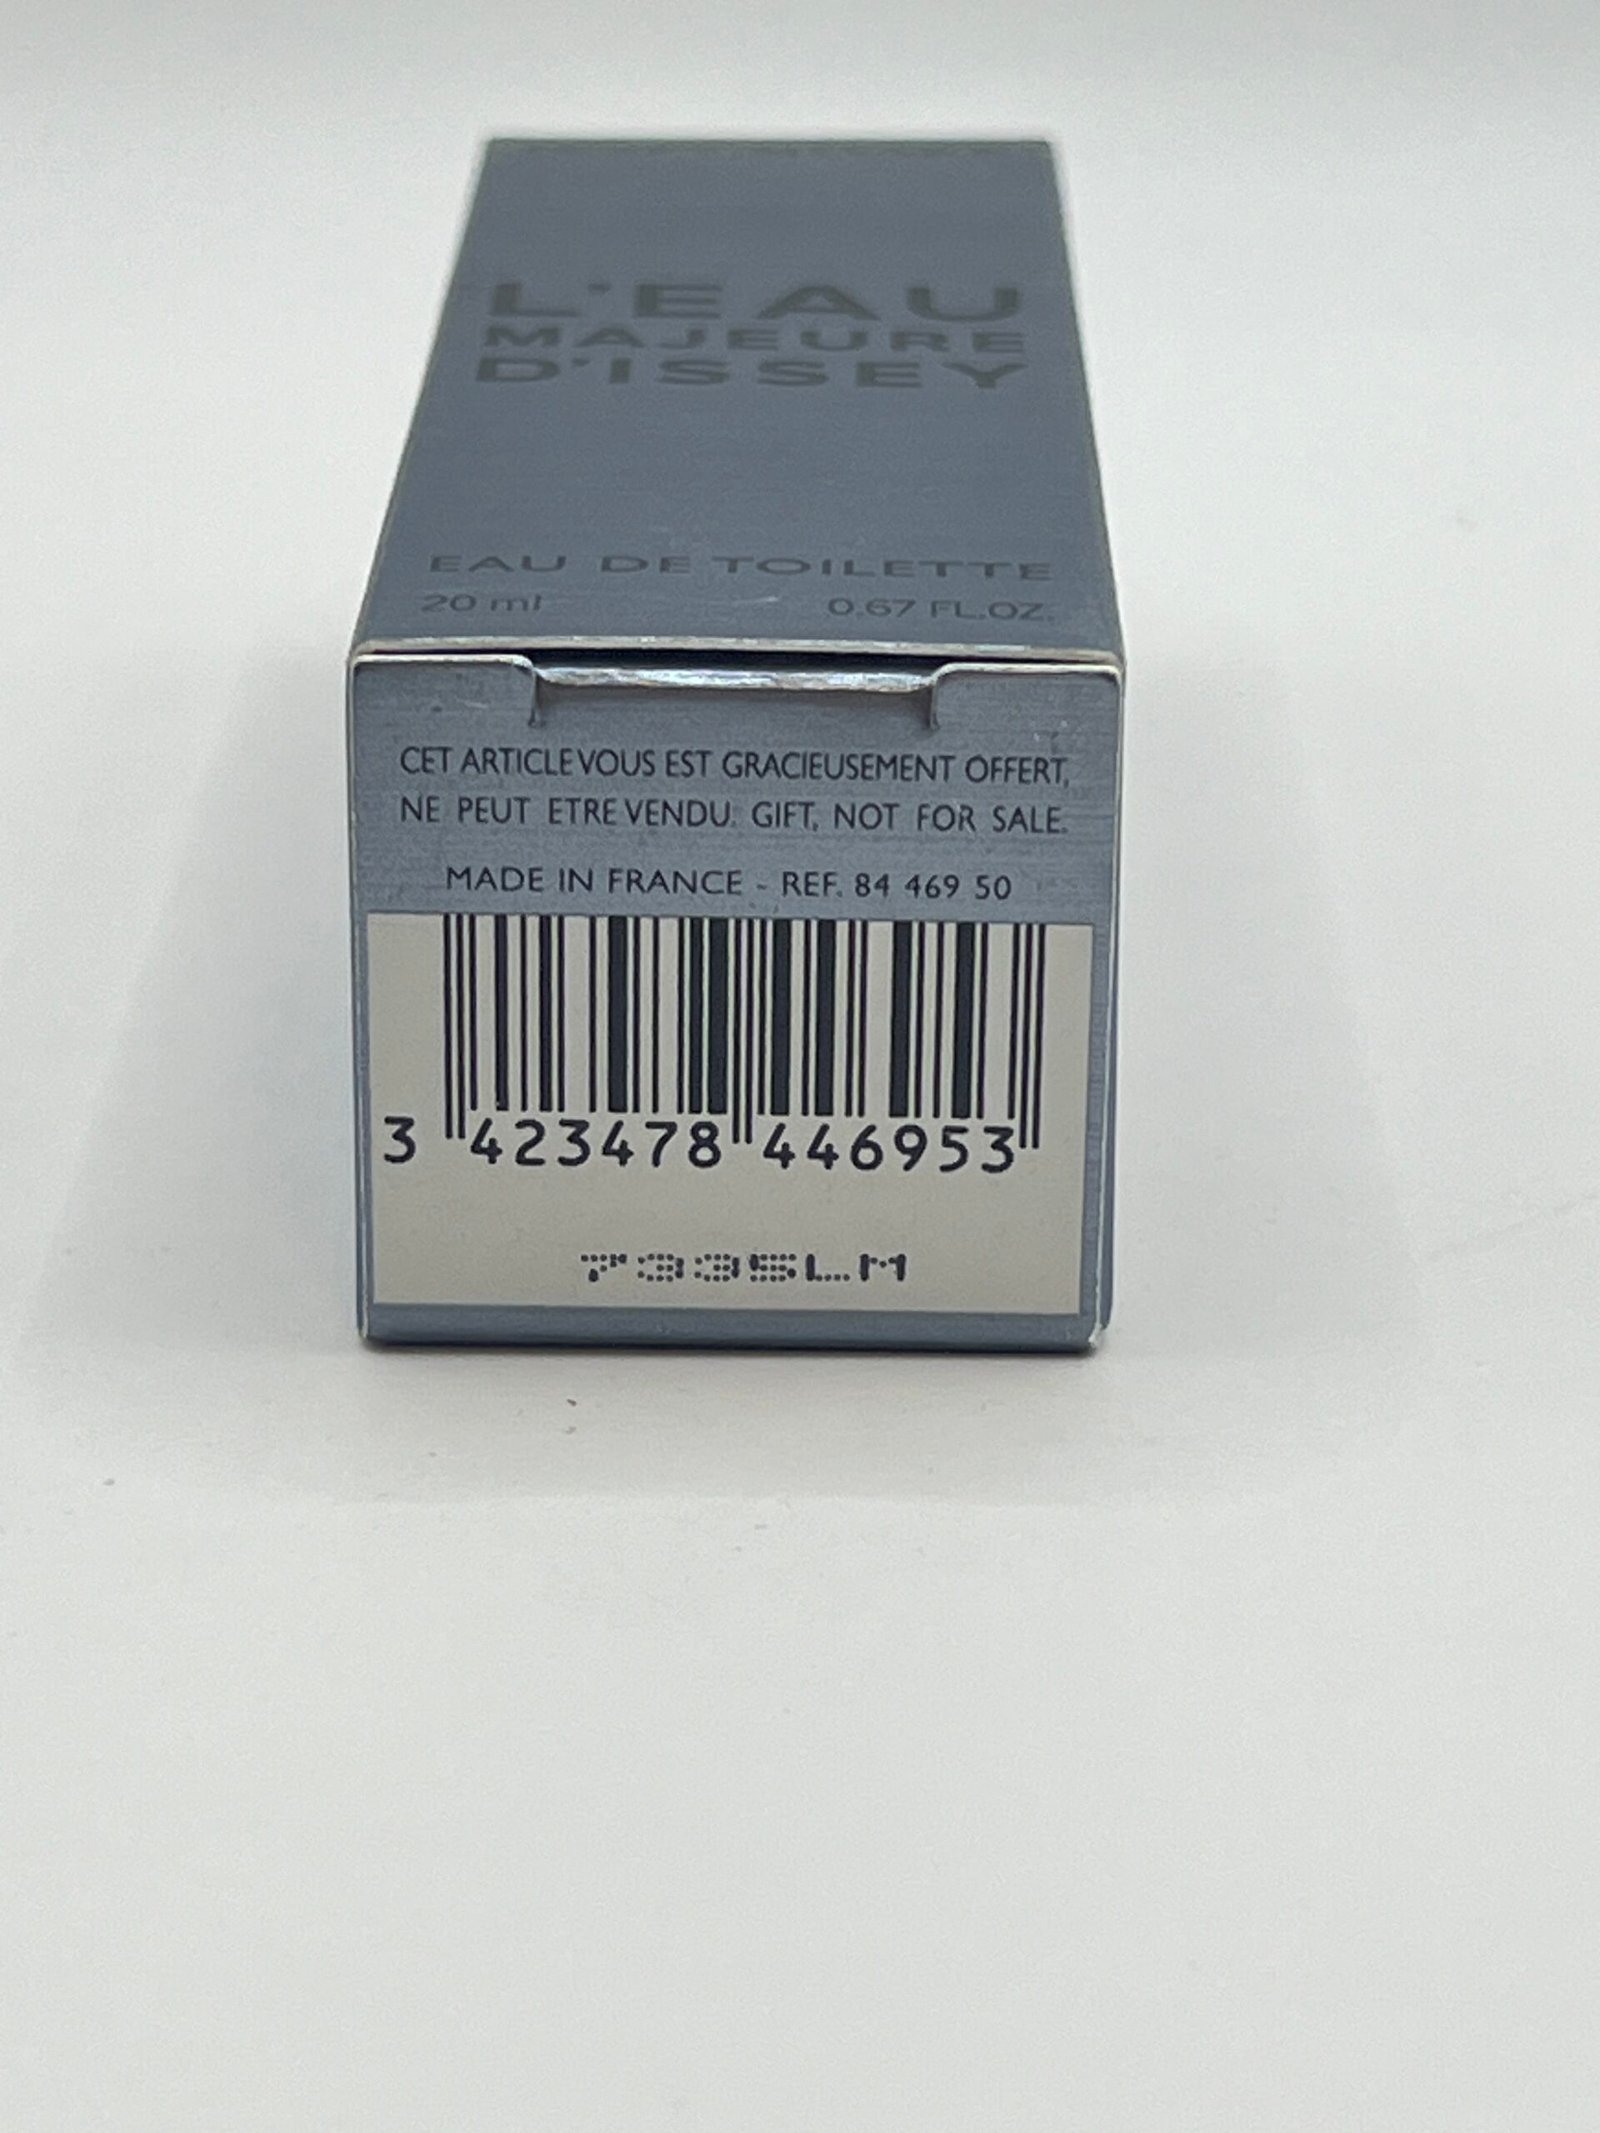 L'EAU
MAJEURE
D'ISSEY
EAU DE TOILETTE
20 ml 0.67 FL.OZ.
CET ARTICLE VOUS EST GRACIEUSEMENT OFFERT,
NE PEUT ETRE VENDU. GIFT, NOT FOR SALE.
MADE IN FRANCE - REF. 84 469 50
3 423478 446953
7335LM